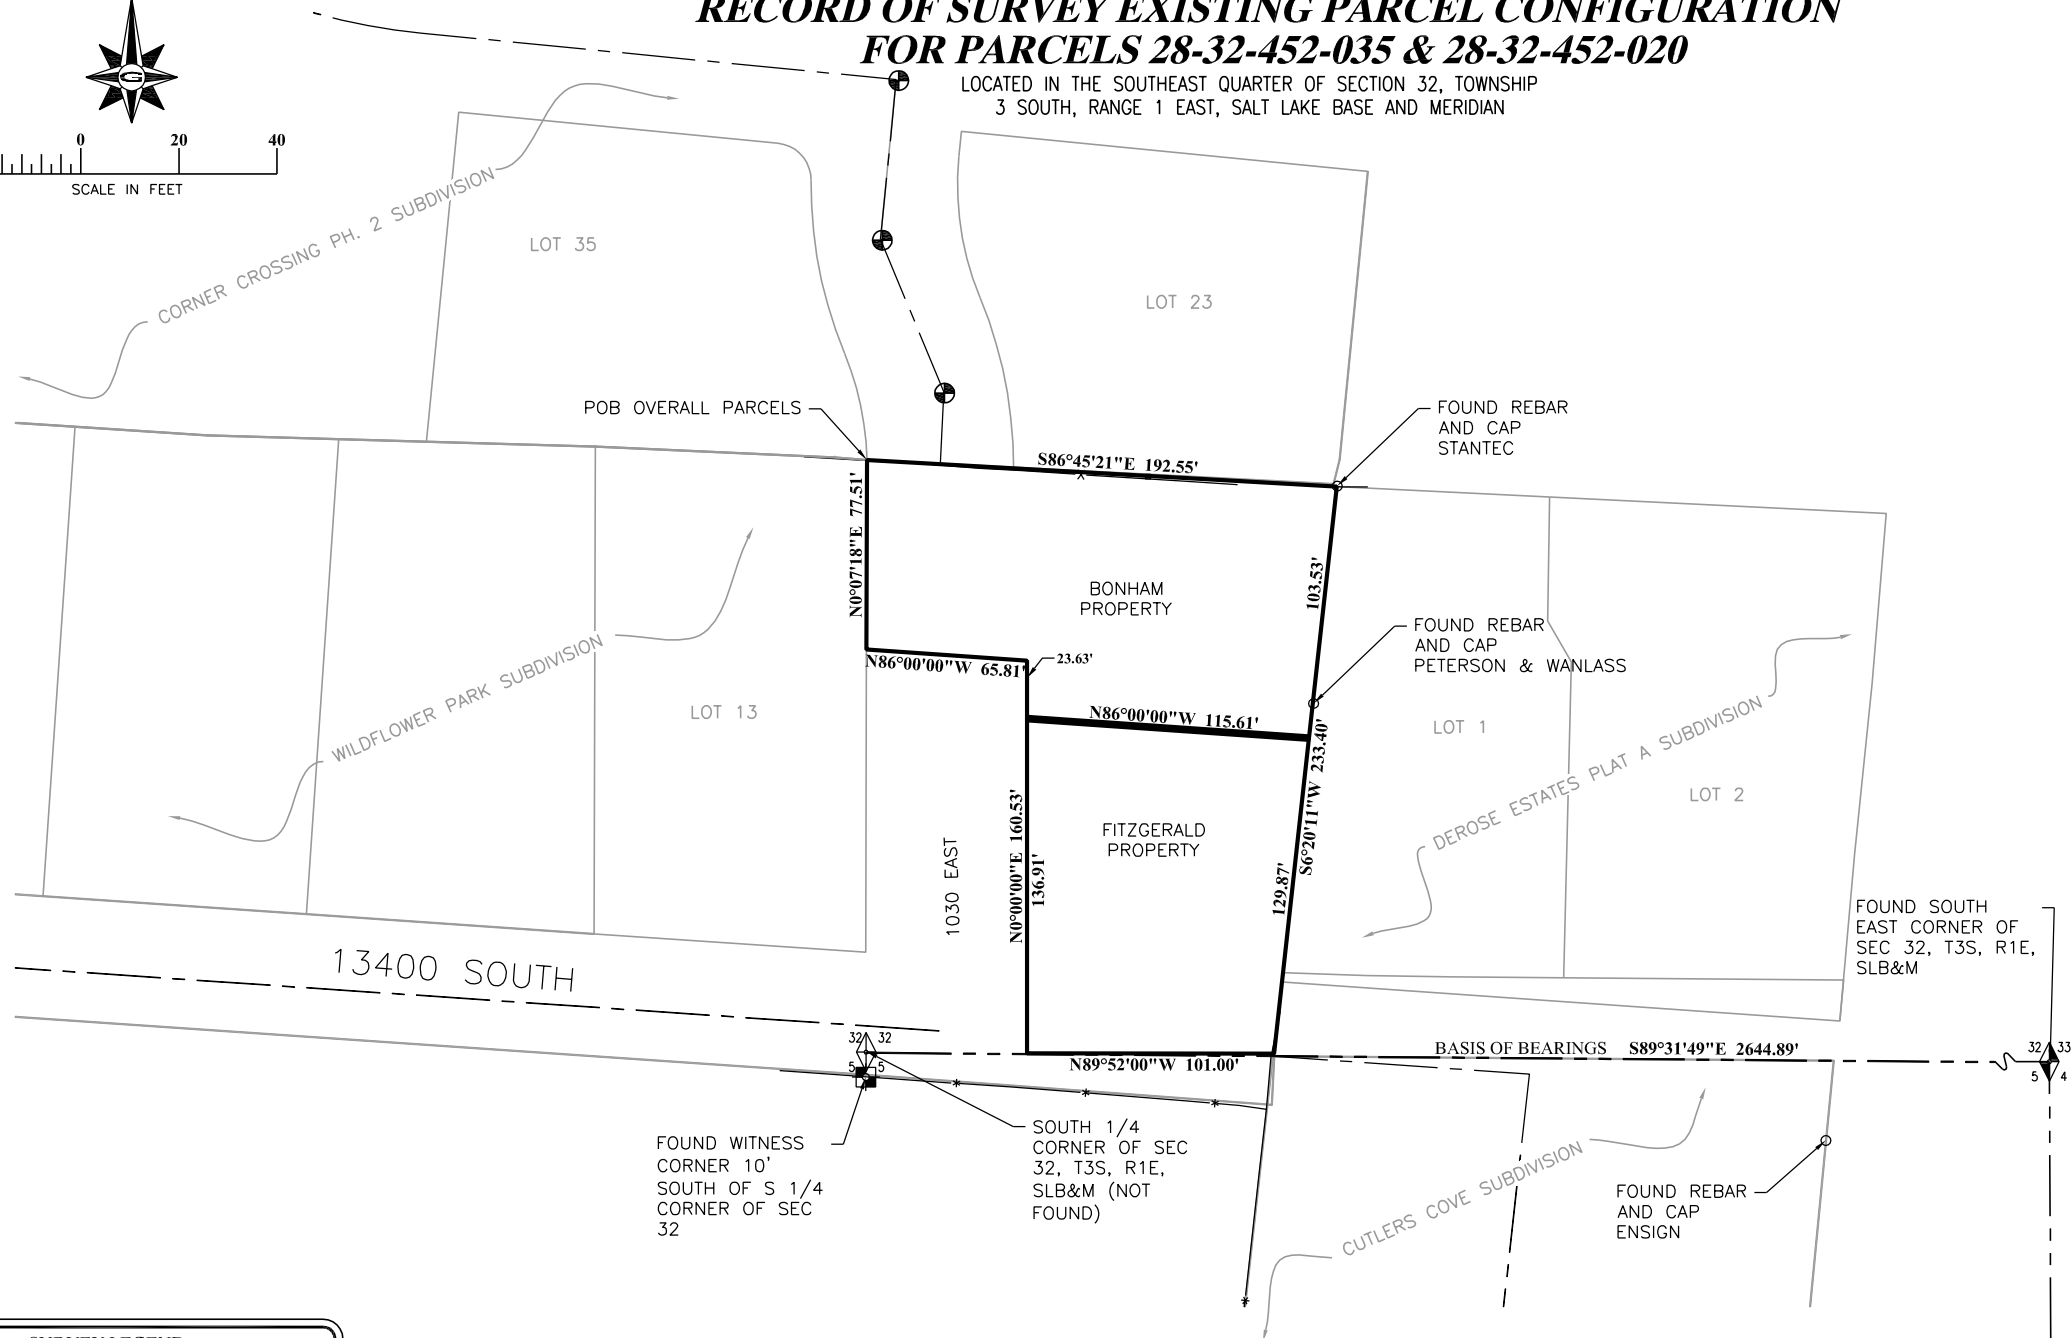 RECORD OF SURVEY EXISTING PARCEL CONFIGURATION
FOR PARCELS 28-32-452-035 & 28-32-452-020
LOCATED IN THE SOUTHEAST QUARTER OF SECTION 32, TOWNSHIP
3 SOUTH, RANGE 1 EAST, SALT LAKE BASE AND MERIDIAN
G
0 20 40
SCALE IN FEET
CORNER CROSSING PH. 2 SUBDIVISION
LOT 35
LOT 23
POB OVERALL PARCELS
FOUND REBAR
AND CAP
STANTEC
S86°45'21"E 192.55'
N0°07'18"E 77.51'
103.53'
BONHAM
PROPERTY
FOUND REBAR
AND CAP
PETERSON & WANLASS
N86°00'00"W 65.81'
23.63'
WILDFLOWER PARK SUBDIVISION
LOT 13
N86°00'00"W 115.61'
LOT 1
S6°20'11"W 233.40'
DEROSE ESTATES PLAT A SUBDIVISION
LOT 2
FITZGERALD
PROPERTY
N0°00'00"E 160.53'
136.91'
129.87'
1030 EAST
13400 SOUTH
FOUND SOUTH
EAST CORNER OF
SEC 32, T3S, R1E,
SLB&M
32 32
5 5
N89°52'00"W 101.00'
BASIS OF BEARINGS S89°31'49"E 2644.89'
32 33
5 4
FOUND WITNESS
CORNER 10'
SOUTH OF S 1/4
CORNER OF SEC
32
SOUTH 1/4
CORNER OF SEC
32, T3S, R1E,
SLB&M (NOT
FOUND)
CUTLERS COVE SUBDIVISION
FOUND REBAR
AND CAP
ENSIGN